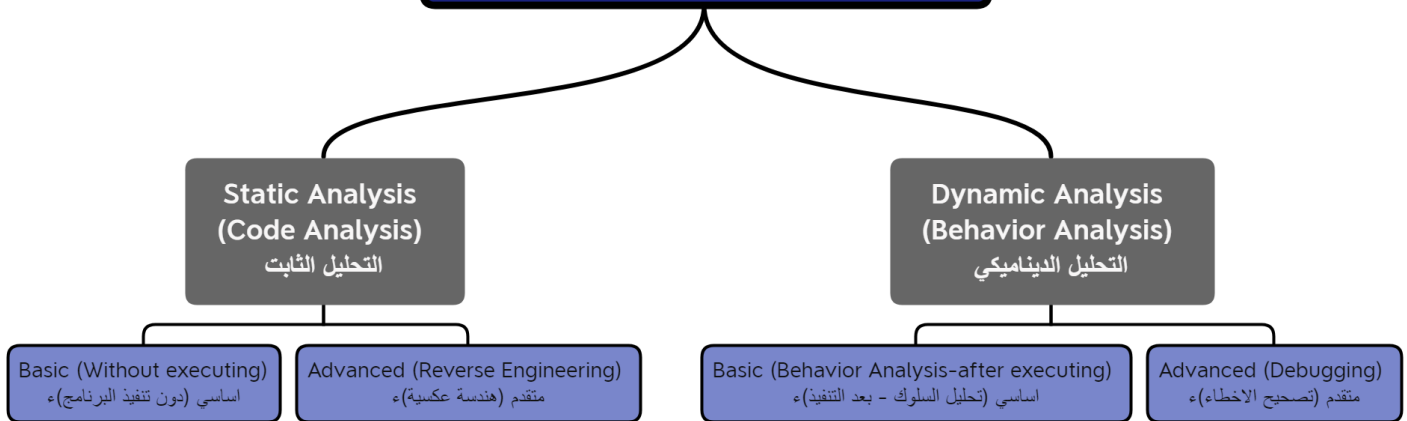 Static Analysis
(Code Analysis)
التحليل الثابت
Dynamic Analysis
(Behavior Analysis)
التحليل الديناميكي
Basic (Without executing)
اساسي (دون تنفيذ البرنامج)ء
Advanced (Reverse Engineering)
متقدم (هندسة عكسية)ء
Basic (Behavior Analysis-after executing)
اساسي (تحليل السلوك - بعد التنفيذ)ء
Advanced (Debugging)
متقدم (تصحيح الاخطاء)ء